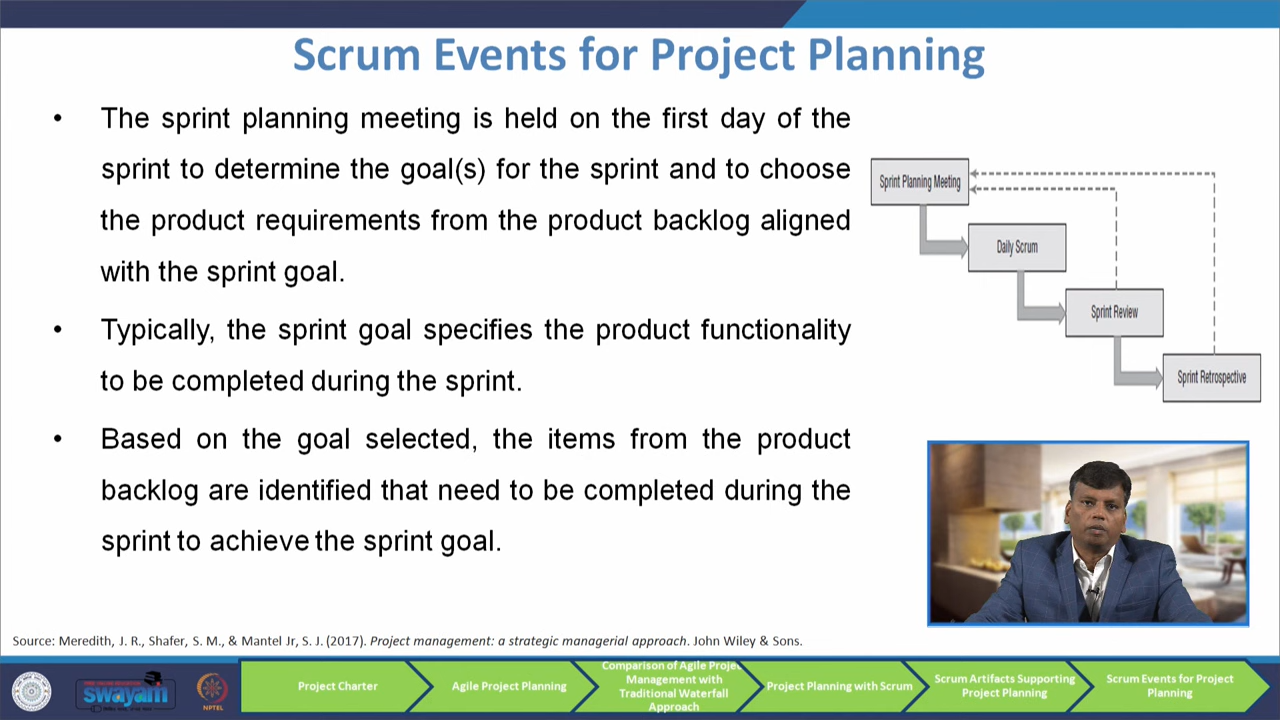 Scrum Events for Project Planning
• The sprint planning meeting is held on the first day of the
sprint to determine the goal(s) for the sprint and to choose
the product requirements from the product backlog aligned
with the sprint goal.
• Typically, the sprint goal specifies the product functionality
to be completed during the sprint.
• Based on the goal selected, the items from the product
backlog are identified that need to be completed during the
sprint to achieve the sprint goal.
Sprint Planning Meeting
Daily Scrum
Sprint Review
Sprint Retrospective
Source: Meredith, J. R., Shafer, S. M., & Mantel Jr, S. J. (2017). Project management: a strategic managerial approach. John Wiley & Sons.
swayam
NPTEL
Project Charter
Agile Project Planning
Comparison of Agile Proje
Management with
Traditional Waterfall
Approach
Project Planning with Scrum
Scrum Artifacts Supporting
Project Planning
Scrum Events for Project
Planning